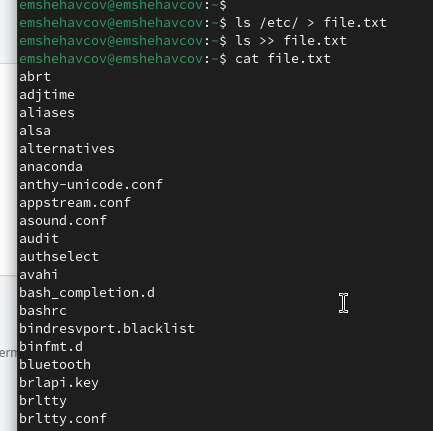 emshehavcov@emshehavcov:~$
emshehavcov@emshehavcov:~$ ls /etc/ > file.txt
emshehavcov@emshehavcov:~$ ls >> file.txt
emshehavcov@emshehavcov:~$ cat file.txt
abrt
adjtime
aliases
alsa
alternatives
anaconda
anthy-unicode.conf
appstream.conf
asound.conf
audit
authselect
avahi
bash_completion.d
bashrc
bindresvport.blacklist
binfmt.d
bluetooth
brlapi.key
brltty
brltty.conf